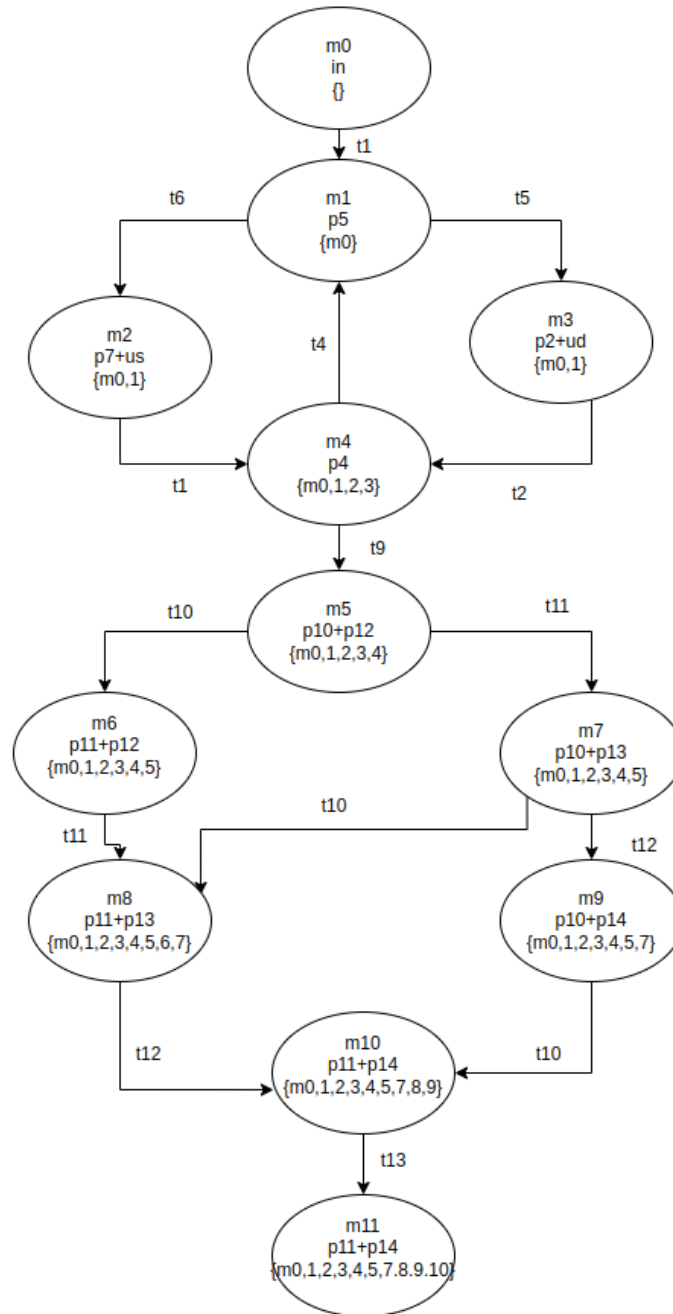 m0
in
{}
t1
m1
p5
{m0}
t6
t5
m2
p7+us
{m0,1}
m3
p2+ud
{m0,1}
t4
m4
p4
{m0,1,2,3}
t1
t2
t9
m5
p10+p12
{m0,1,2,3,4}
t10
t11
m6
p11+p12
{m0,1,2,3,4,5}
m7
p10+p13
{m0,1,2,3,4,5}
t10
t11
t12
m8
p11+p13
{m0,1,2,3,4,5,6,7}
m9
p10+p14
{m0,1,2,3,4,5,7}
t12
t10
m10
p11+p14
{m0,1,2,3,4,5,7,8,9}
t13
m11
p11+p14
{m0,1,2,3,4,5,7.8.9.10}